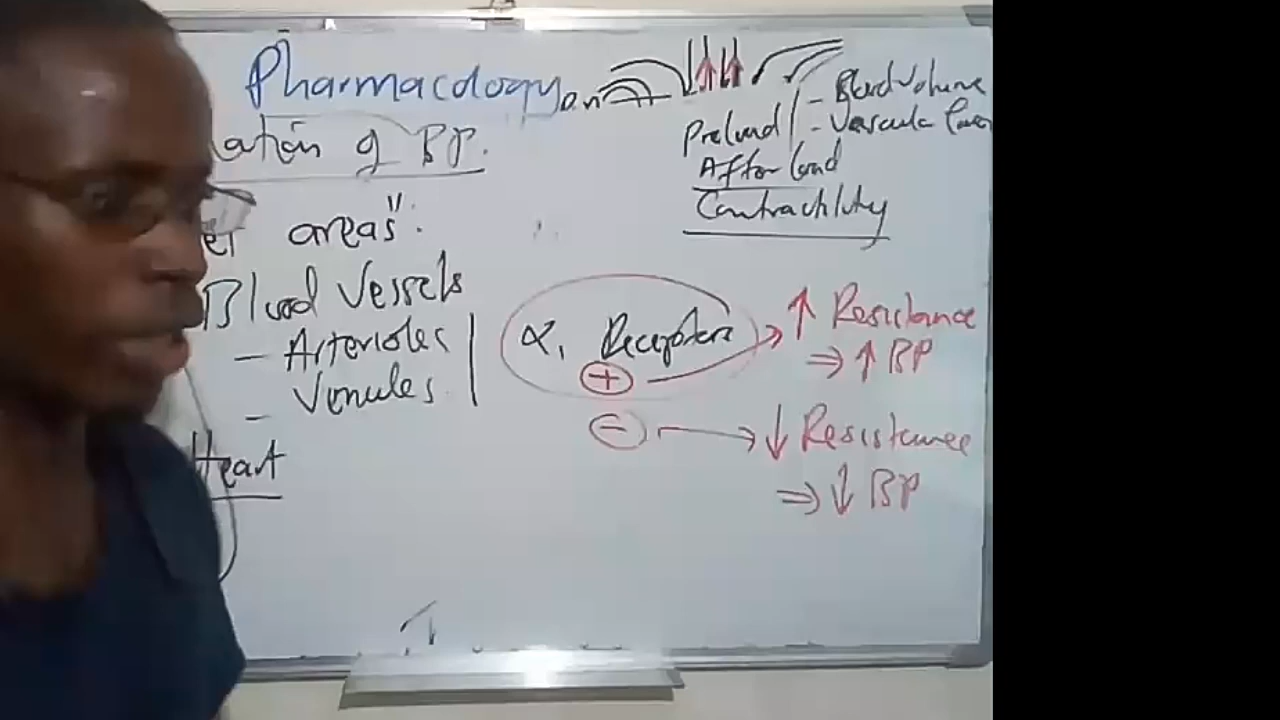 Pharmacology
ation of BP.
areas":
Blood Vessels
- Arterioles
- Venules
Heart
Preload
- Blood Volume
- Vascular
After load
Contractility
α1 Receptors
+
↑ Resistance
⇒ ↑ BP
-
↓ Resistance
⇒ ↓ BP